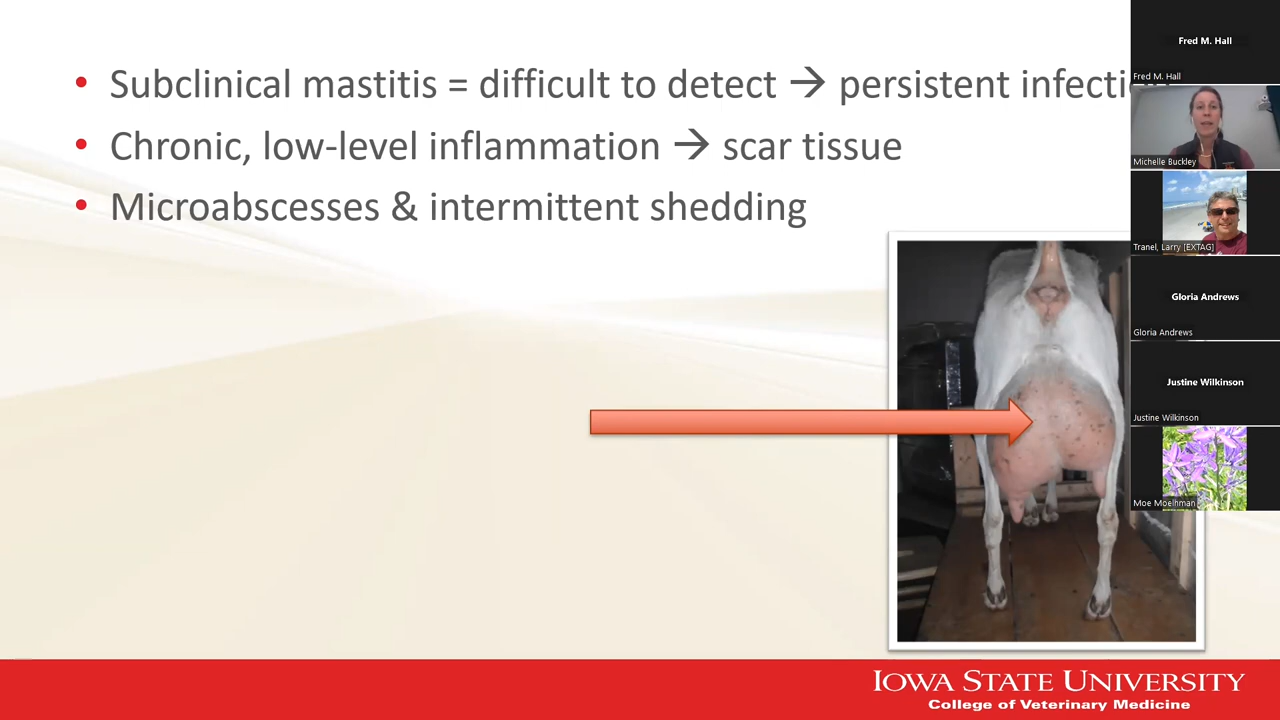 • Subclinical mastitis = difficult to detect → persistent
• Chronic, low-level inflammation → scar tissue
• Microabscesses & intermittent shedding
Fred M. Hall
Fred M. Hall
Michelle Buckley
Tranel, Larry [EXTAG]
Gloria Andrews
Gloria Andrews
Justine Wilkinson
Justine Wilkinson
Moe Moelhman
IOWA STATE UNIVERSITY
College of Veterinary Medicine